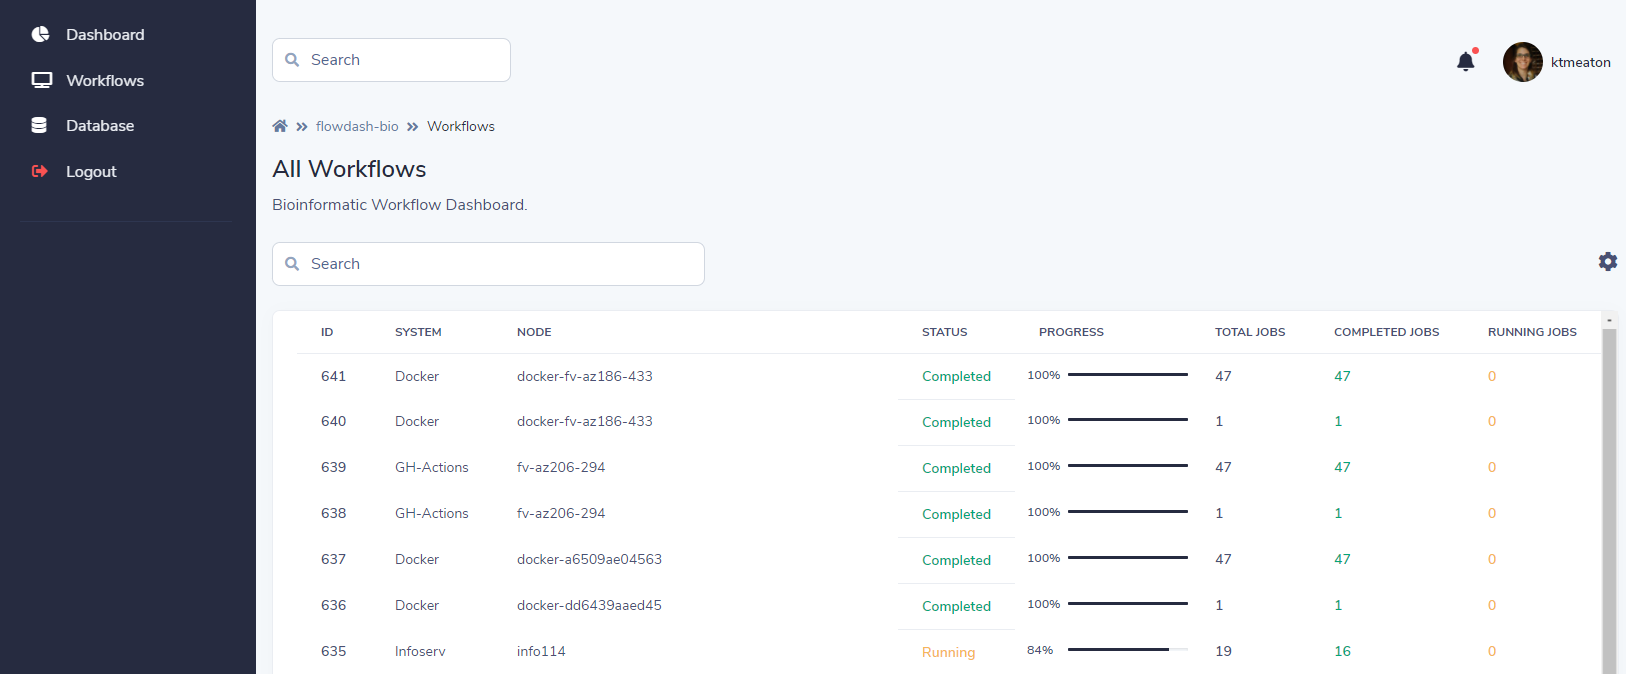 Dashboard
Workflows
Database
Logout
Search
ktmeaton
flowdash-bio Workflows
All Workflows
Bioinformatic Workflow Dashboard.
Search
ID SYSTEM NODE STATUS PROGRESS TOTAL JOBS COMPLETED JOBS RUNNING JOBS
641 Docker docker-fv-az186-433 Completed 100% 47 47 0
640 Docker docker-fv-az186-433 Completed 100% 1 1 0
639 GH-Actions fv-az206-294 Completed 100% 47 47 0
638 GH-Actions fv-az206-294 Completed 100% 1 1 0
637 Docker docker-a6509ae04563 Completed 100% 47 47 0
636 Docker docker-dd6439aaed45 Completed 100% 1 1 0
635 Infoserv info114 Running 84% 19 16 0